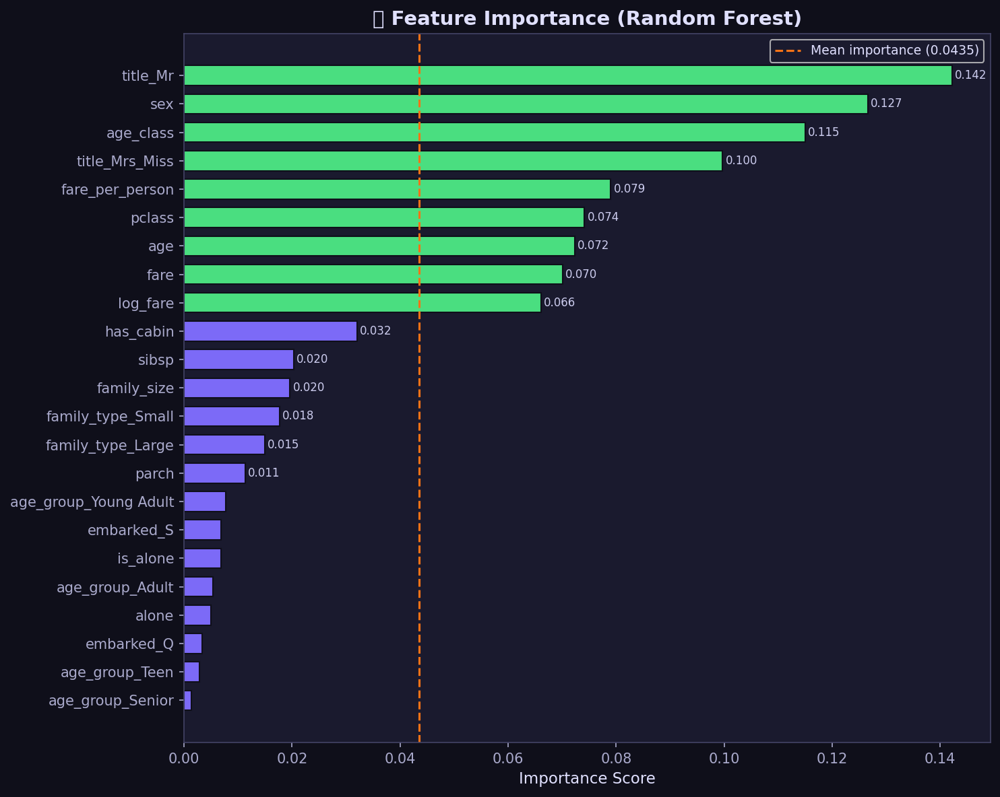 Feature Importance (Random Forest)
Mean importance (0.0435)
title_Mr 0.142
sex 0.127
age_class 0.115
title_Mrs_Miss 0.100
fare_per_person 0.079
pclass 0.074
age 0.072
fare 0.070
log_fare 0.066
has_cabin 0.032
sibsp 0.020
family_size 0.020
family_type_Small 0.018
family_type_Large 0.015
parch 0.011
age_group_Young Adult
embarked_S
is_alone
age_group_Adult
alone
embarked_Q
age_group_Teen
age_group_Senior
0.00 0.02 0.04 0.06 0.08 0.10 0.12 0.14
Importance Score